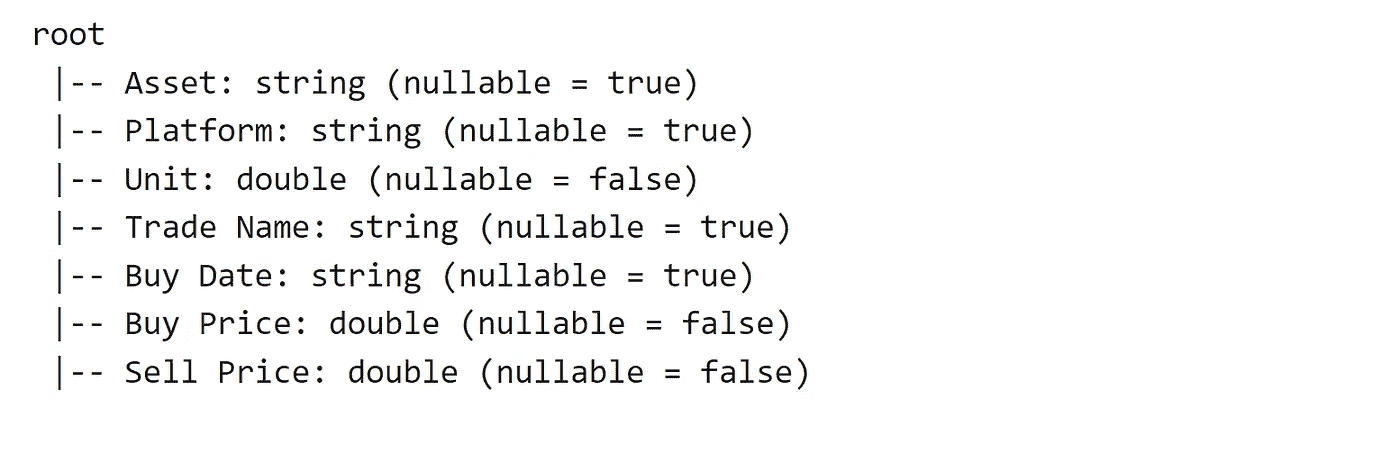 root
 |-- Asset: string (nullable = true)
 |-- Platform: string (nullable = true)
 |-- Unit: double (nullable = false)
 |-- Trade Name: string (nullable = true)
 |-- Buy Date: string (nullable = true)
 |-- Buy Price: double (nullable = false)
 |-- Sell Price: double (nullable = false)